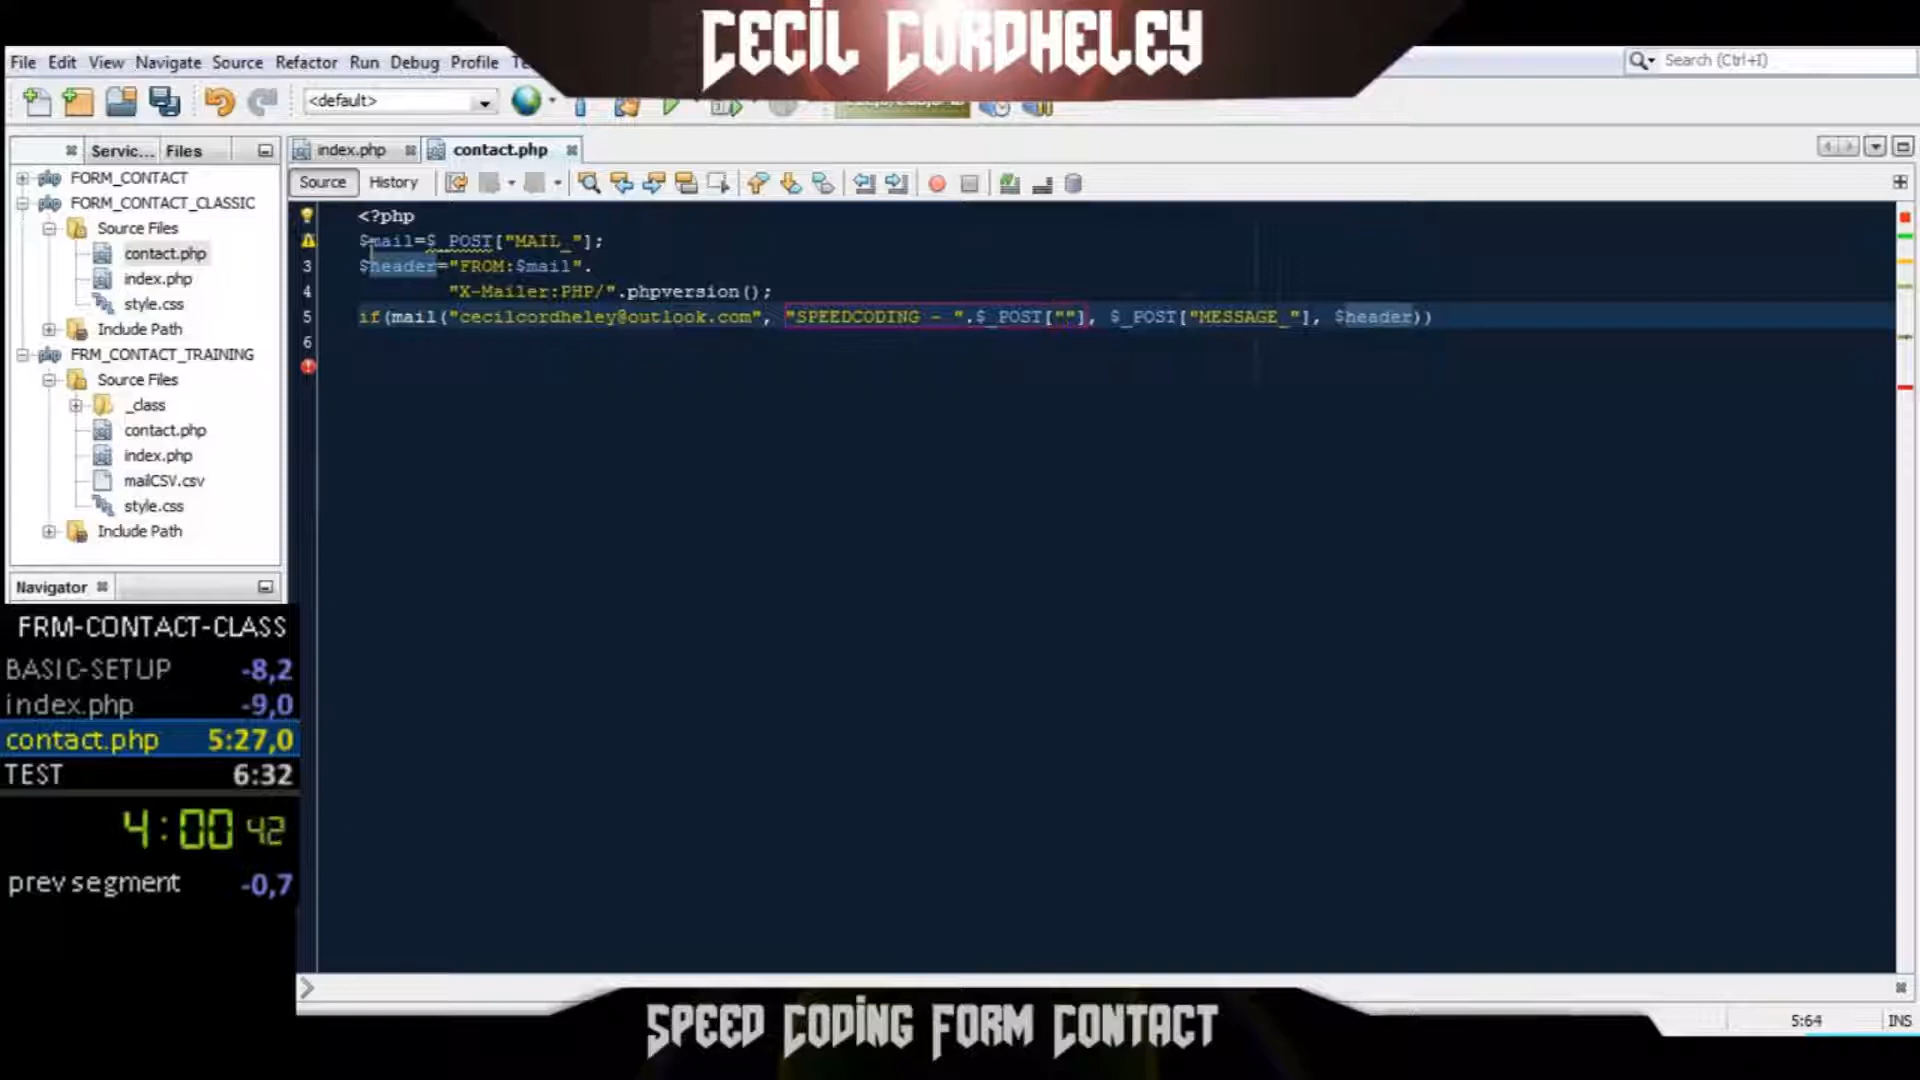 CECIL CORDHELEY
File Edit View Navigate Source Refactor Run Debug Profile
Search (Ctrl+I)
<default>
Servic... Files
index.php contact.php
Source History
FORM_CONTACT
FORM_CONTACT_CLASSIC
Source Files
contact.php
index.php
style.css
Include Path
FRM_CONTACT_TRAINING
Source Files
_class
contact.php
index.php
mailCSV.csv
style.css
Include Path
Navigator
<?php
$mail=$_POST["MAIL_"];
3 $header="FROM:$mail".
4 "X-Mailer:PHP/".phpversion();
5 if(mail("cecilcordheley@outlook.com", "SPEEDCODING - ".$_POST[""], $_POST["MESSAGE_"], $header))
6
FRM-CONTACT-CLASS
BASIC-SETUP -8,2
index.php -9,0
contact.php 5:27,0
TEST 6:32
4:00 42
prev segment -0,7
SPEED CODING FORM CONTACT
5:64 INS